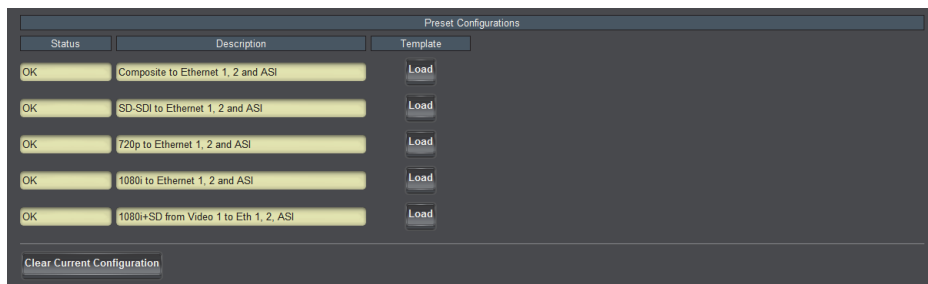 Preset Configurations
Status Description Template
OK Composite to Ethernet 1, 2 and ASI Load
OK SD-SDI to Ethernet 1, 2 and ASI Load
OK 720p to Ethernet 1, 2 and ASI Load
OK 1080i to Ethernet 1, 2 and ASI Load
OK 1080i+SD from Video 1 to Eth 1, 2, ASI Load
Clear Current Configuration